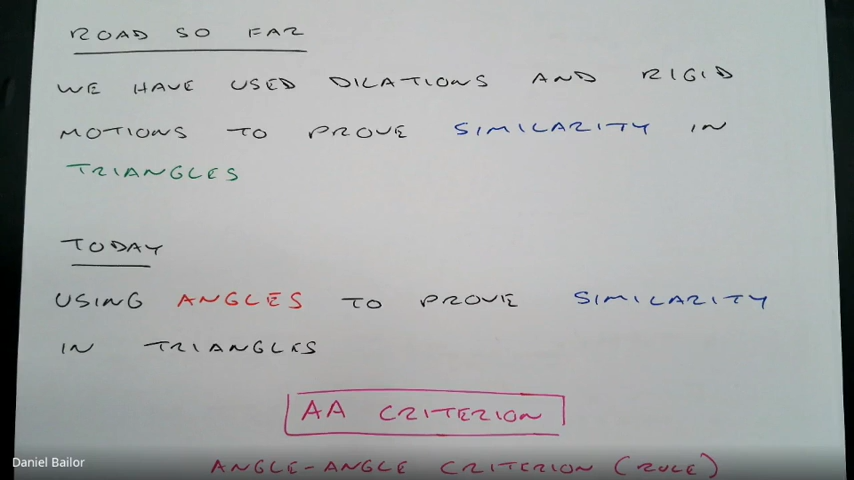 ROAD SO FAR
WE HAVE USED DILATIONS AND RIGID
MOTIONS TO PROVE SIMILARITY IN
TRIANGLES
TODAY
USING ANGLES TO PROVE SIMILARITY
IN TRIANGLES
AA CRITERION
ANGLE-ANGLE CRITERION (RULE)
Daniel Bailor